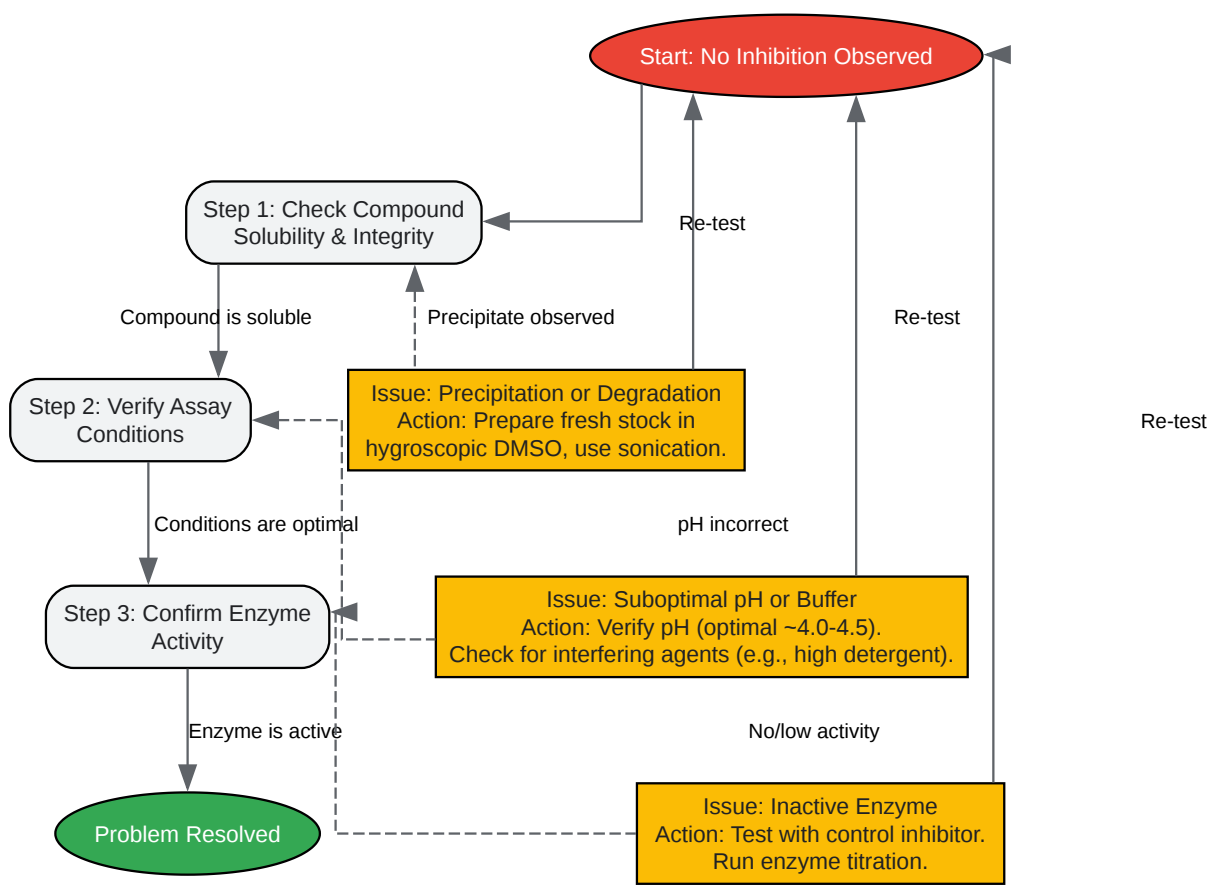 Start: No Inhibition Observed
Step 1: Check Compound
Solubility & Integrity
Re-test
Compound is soluble
Precipitate observed
Re-test
Step 2: Verify Assay
Conditions
Issue: Precipitation or Degradation
Action: Prepare fresh stock in
hygroscopic DMSO, use sonication.
Re-test
Conditions are optimal
pH incorrect
Step 3: Confirm Enzyme
Activity
Issue: Suboptimal pH or Buffer
Action: Verify pH (optimal ~4.0-4.5).
Check for interfering agents (e.g., high detergent).
Enzyme is active
No/low activity
Problem Resolved
Issue: Inactive Enzyme
Action: Test with control inhibitor.
Run enzyme titration.